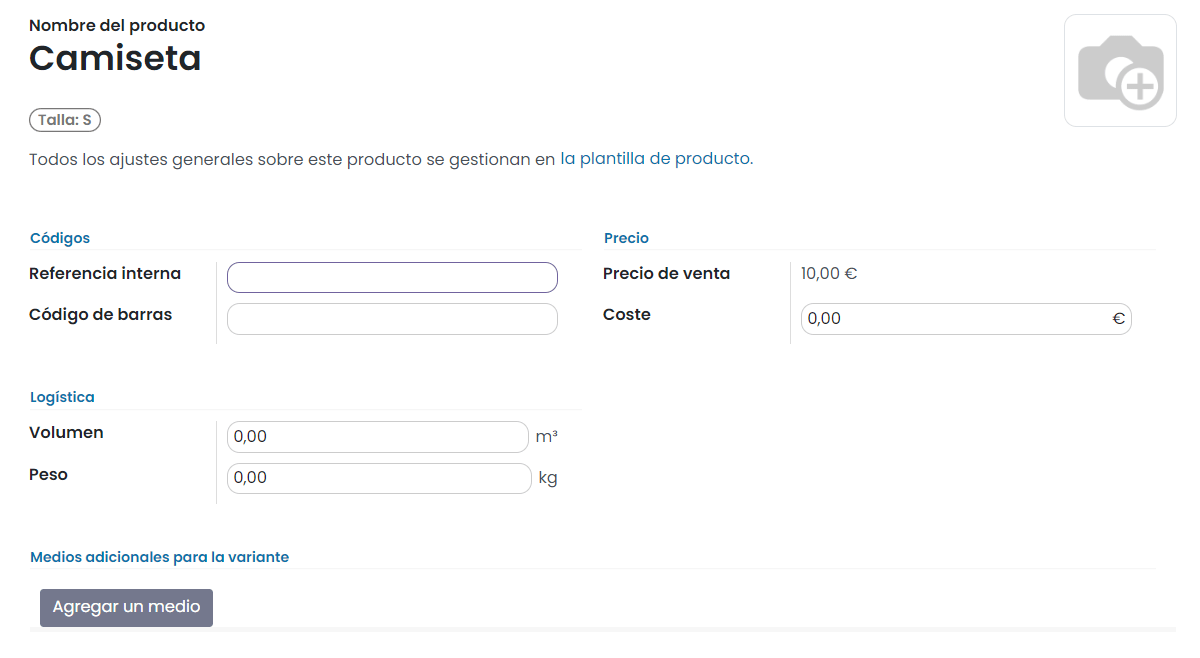 Nombre del producto
Camiseta
Talla: S
Todos los ajustes generales sobre este producto se gestionan en la plantilla de producto.
Códigos
Referencia interna
Código de barras
Precio
Precio de venta 10,00 €
Coste 0,00 €
Logística
Volumen 0,00 m³
Peso 0,00 kg
Medios adicionales para la variante
Agregar un medio